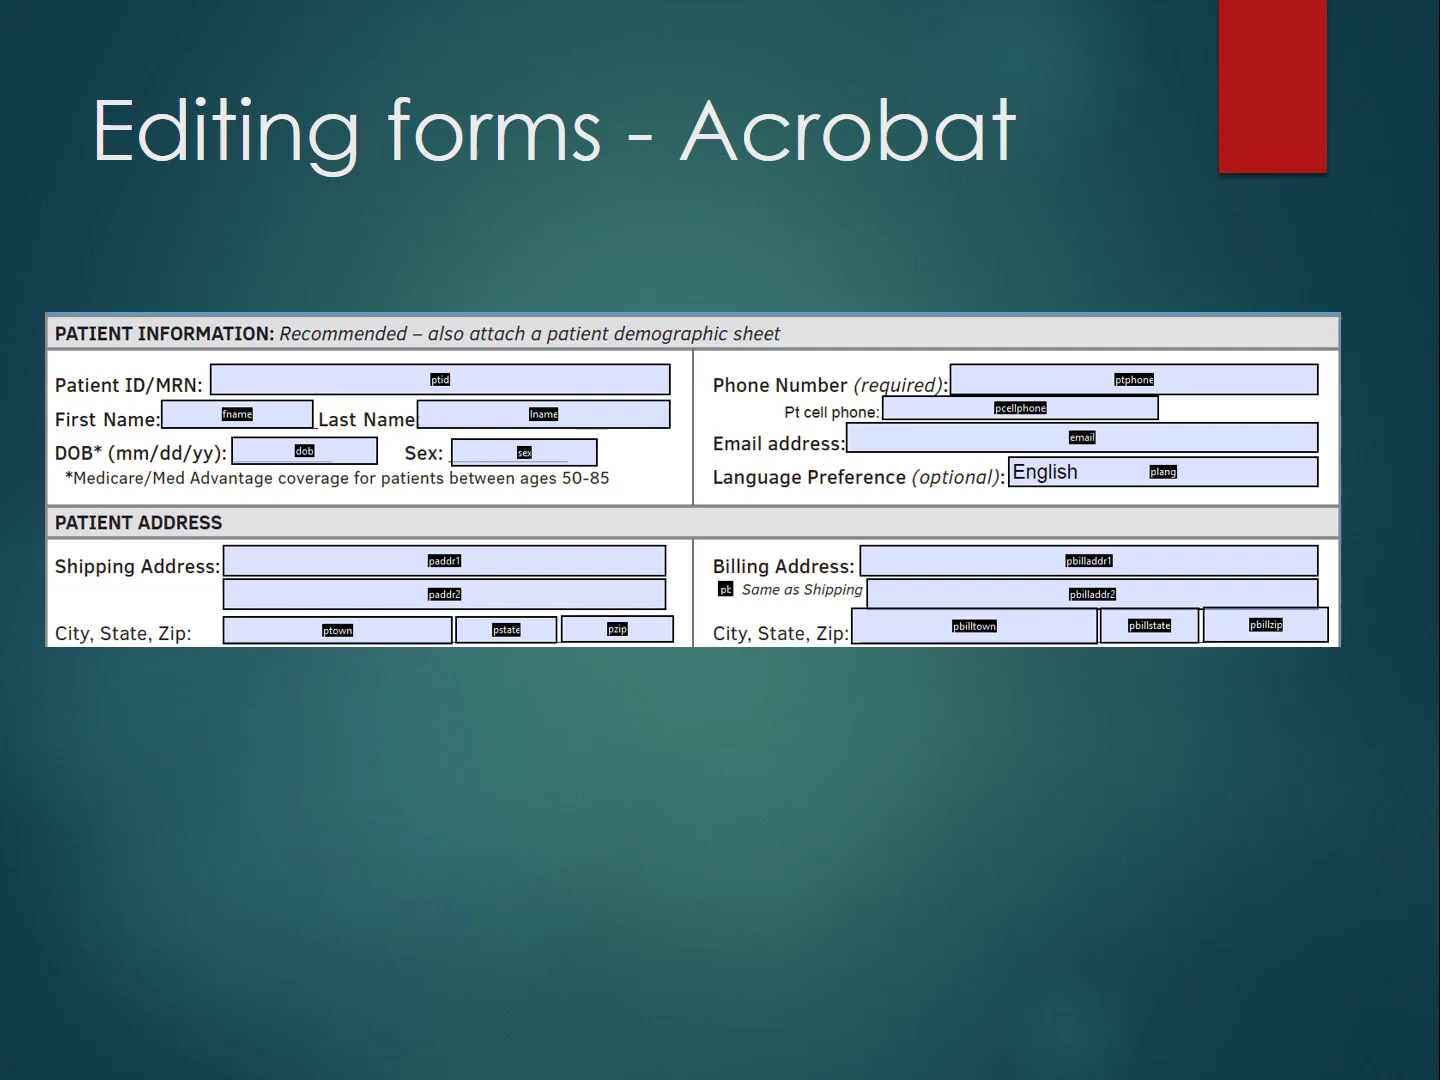 Editing forms - Acrobat
PATIENT INFORMATION: Recommended – also attach a patient demographic sheet
Patient ID/MRN: ptid
First Name: fname Last Name lname
DOB* (mm/dd/yy): dob Sex: sex
*Medicare/Med Advantage coverage for patients between ages 50-85
Phone Number (required): ptphone
Pt cell phone: pcellphone
Email address: email
Language Preference (optional): English plang
PATIENT ADDRESS
Shipping Address: paddr1
paddr2
City, State, Zip: ptown pstate pzip
Billing Address: pbilladdr1
pt Same as Shipping pbilladdr2
City, State, Zip: pbilltown pbillstate pbillzip